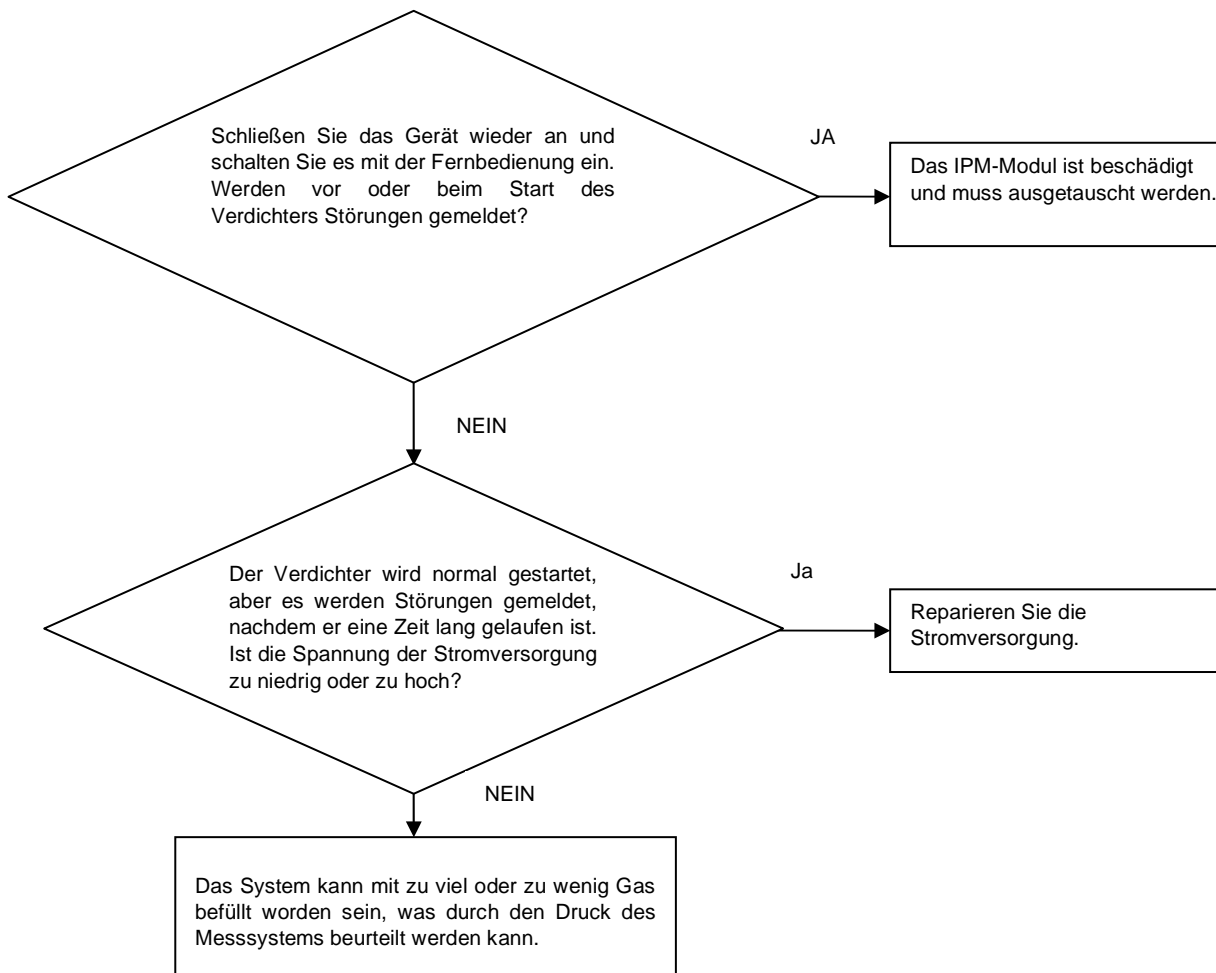 Schließen Sie das Gerät wieder an und
schalten Sie es mit der Fernbedienung ein.
Werden vor oder beim Start des
Verdichters Störungen gemeldet?
JA
Das IPM-Modul ist beschädigt
und muss ausgetauscht werden.
NEIN
Der Verdichter wird normal gestartet,
aber es werden Störungen gemeldet,
nachdem er eine Zeit lang gelaufen ist.
Ist die Spannung der Stromversorgung
zu niedrig oder zu hoch?
Ja
Reparieren Sie die
Stromversorgung.
NEIN
Das System kann mit zu viel oder zu wenig Gas
befüllt worden sein, was durch den Druck des
Messsystems beurteilt werden kann.